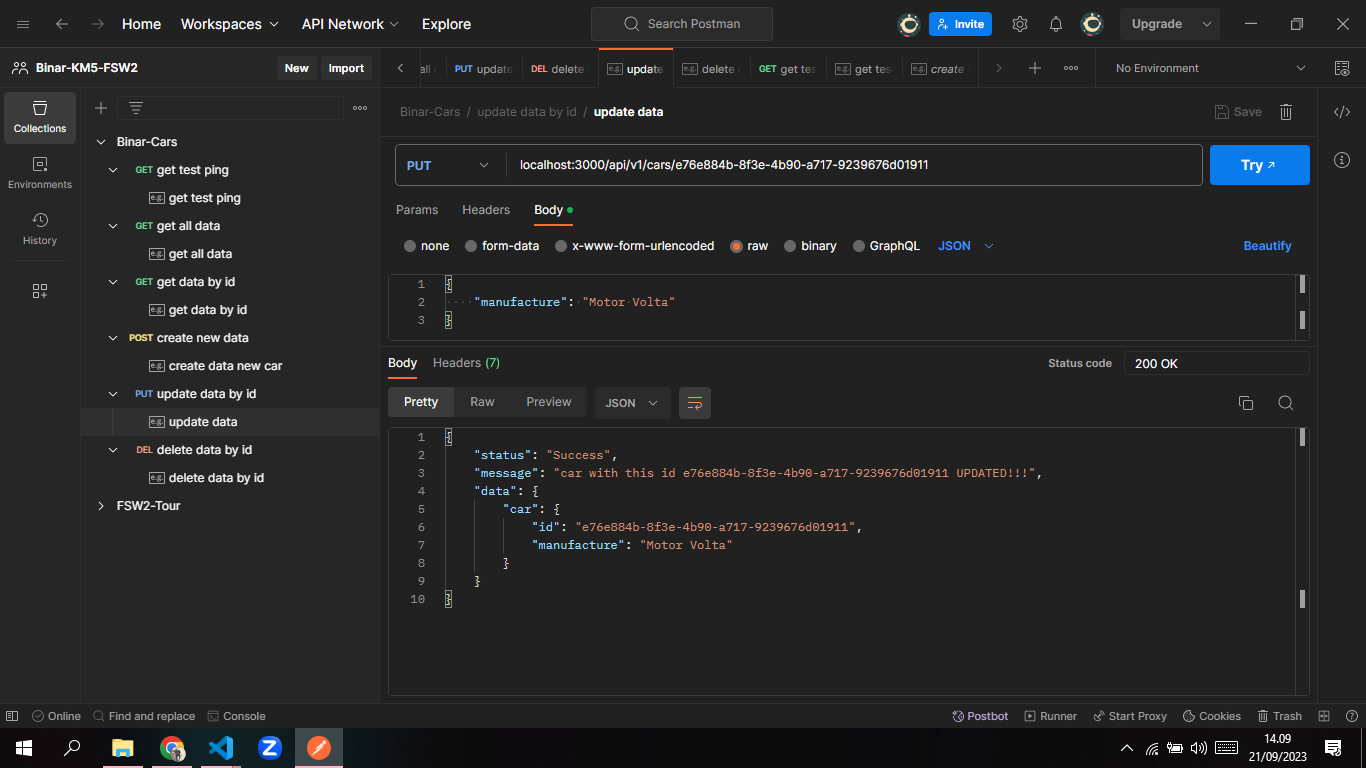 Home Workspaces API Network Explore Search Postman Invite Upgrade
Binar-KM5-FSW2 New Import
PUT update DEL delete e.g. update e.g. delete GET get tes e.g. get tes e.g. create No Environment
Collections
Environments
History
Binar-Cars
GET get test ping
e.g. get test ping
GET get all data
e.g. get all data
GET get data by id
e.g. get data by id
POST create new data
e.g. create data new car
PUT update data by id
e.g. update data
DEL delete data by id
e.g. delete data by id
FSW2-Tour
Binar-Cars / update data by id / update data Save
PUT localhost:3000/api/v1/cars/e76e884b-8f3e-4b90-a717-9239676d01911 Try
Params Headers Body
none form-data x-www-form-urlencoded raw binary GraphQL JSON Beautify
1 {
2 "manufacture": "Motor Volta"
3 }
Body Headers (7) Status code 200 OK
Pretty Raw Preview JSON
1 {
2 "status": "Success",
3 "message": "car with this id e76e884b-8f3e-4b90-a717-9239676d01911 UPDATED!!!",
4 "data": {
5 "car": {
6 "id": "e76e884b-8f3e-4b90-a717-9239676d01911",
7 "manufacture": "Motor Volta"
8 }
9 }
10 }
Online Find and replace Console Postbot Runner Start Proxy Cookies Trash
14.09
21/09/2023